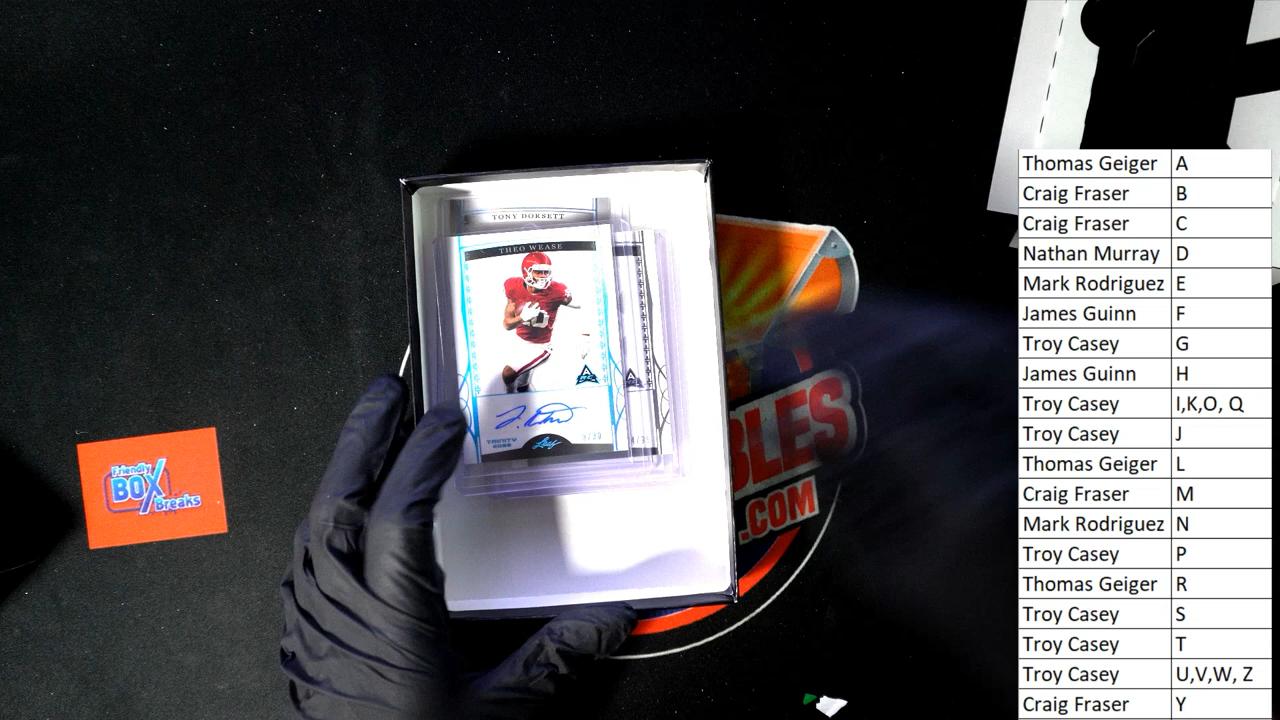 TONY DORSETT
THEO WEASE
TRINITY
Leaf
Friendly
BOX
Breaks
BLES
.COM
Thomas Geiger A
Craig Fraser B
Craig Fraser C
Nathan Murray D
Mark Rodriguez E
James Guinn F
Troy Casey G
James Guinn H
Troy Casey I,K,O, Q
Troy Casey J
Thomas Geiger L
Craig Fraser M
Mark Rodriguez N
Troy Casey P
Thomas Geiger R
Troy Casey S
Troy Casey T
Troy Casey U,V,W, Z
Craig Fraser Y